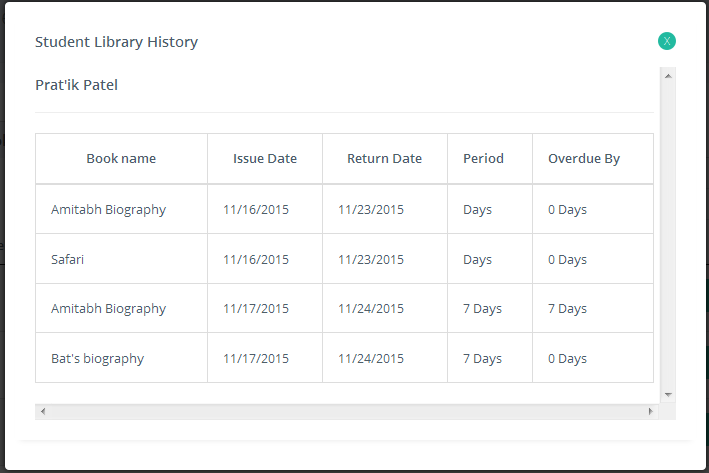 Student Library History
X
Prat'ik Patel
Book name Issue Date Return Date Period Overdue By
Amitabh Biography 11/16/2015 11/23/2015 Days 0 Days
Safari 11/16/2015 11/23/2015 Days 0 Days
Amitabh Biography 11/17/2015 11/24/2015 7 Days 7 Days
Bat's biography 11/17/2015 11/24/2015 7 Days 0 Days